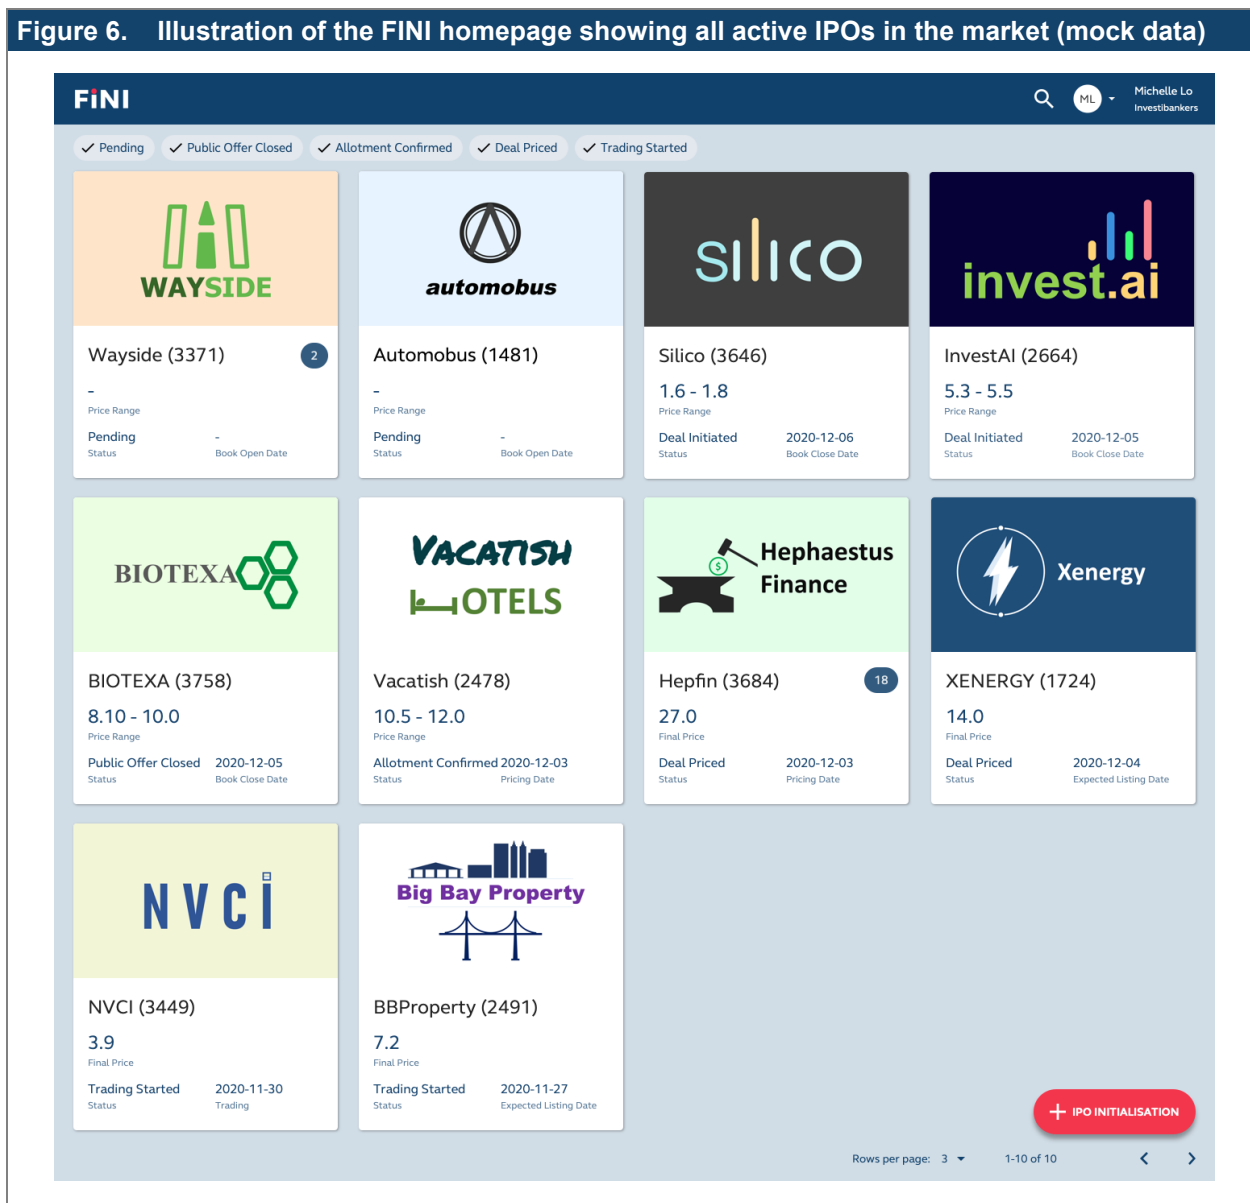 Figure 6. Illustration of the FINI homepage showing all active IPOs in the market (mock data)
FiNI
ML
Michelle Lo
Investibankers
Pending
Public Offer Closed
Allotment Confirmed
Deal Priced
Trading Started
WAYSIDE
Wayside (3371)
2
-
Price Range
Pending -
Status Book Open Date
automobus
Automobus (1481)
-
Price Range
Pending -
Status Book Open Date
silico
Silico (3646)
1.6 - 1.8
Price Range
Deal Initiated 2020-12-06
Status Book Close Date
invest.ai
InvestAI (2664)
5.3 - 5.5
Price Range
Deal Initiated 2020-12-05
Status Book Close Date
BIOTEXA
BIOTEXA (3758)
8.10 - 10.0
Price Range
Public Offer Closed 2020-12-05
Status Book Close Date
VACATISH
HOTELS
Vacatish (2478)
10.5 - 12.0
Price Range
Allotment Confirmed 2020-12-03
Status Pricing Date
$
Hephaestus
Finance
Hepfin (3684)
18
27.0
Final Price
Deal Priced 2020-12-03
Status Pricing Date
Xenergy
XENERGY (1724)
14.0
Final Price
Deal Priced 2020-12-04
Status Expected Listing Date
NVCi
NVCI (3449)
3.9
Final Price
Trading Started 2020-11-30
Status Trading
Big Bay Property
BBProperty (2491)
7.2
Final Price
Trading Started 2020-11-27
Status Expected Listing Date
+ IPO INITIALISATION
Rows per page: 3 1-10 of 10